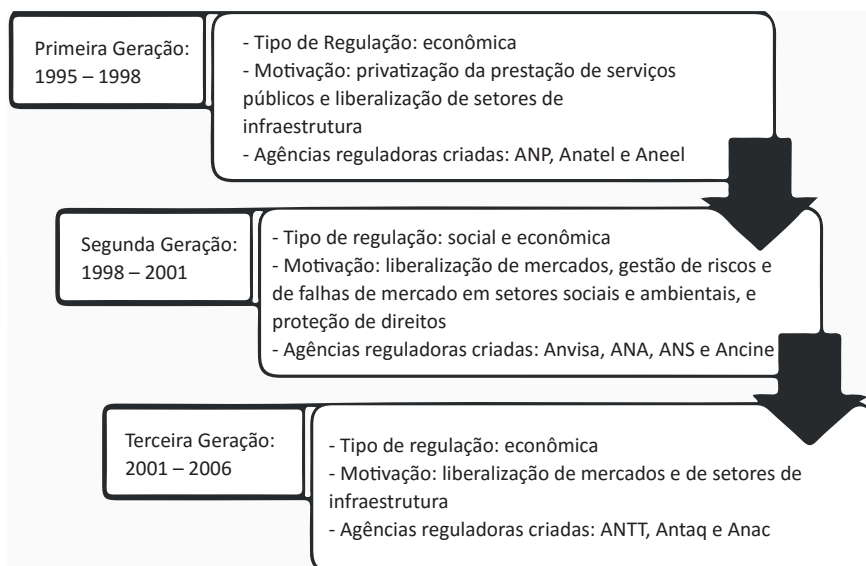 Primeira Geração:
1995 – 1998
- Tipo de Regulação: econômica
- Motivação: privatização da prestação de serviços
públicos e liberalização de setores de
infraestrutura
- Agências reguladoras criadas: ANP, Anatel e Aneel
Segunda Geração:
1998 – 2001
- Tipo de regulação: social e econômica
- Motivação: liberalização de mercados, gestão de riscos e
de falhas de mercado em setores sociais e ambientais, e
proteção de direitos
- Agências reguladoras criadas: Anvisa, ANA, ANS e Ancine
Terceira Geração:
2001 – 2006
- Tipo de regulação: econômica
- Motivação: liberalização de mercados e de setores de
infraestrutura
- Agências reguladoras criadas: ANTT, Antaq e Anac